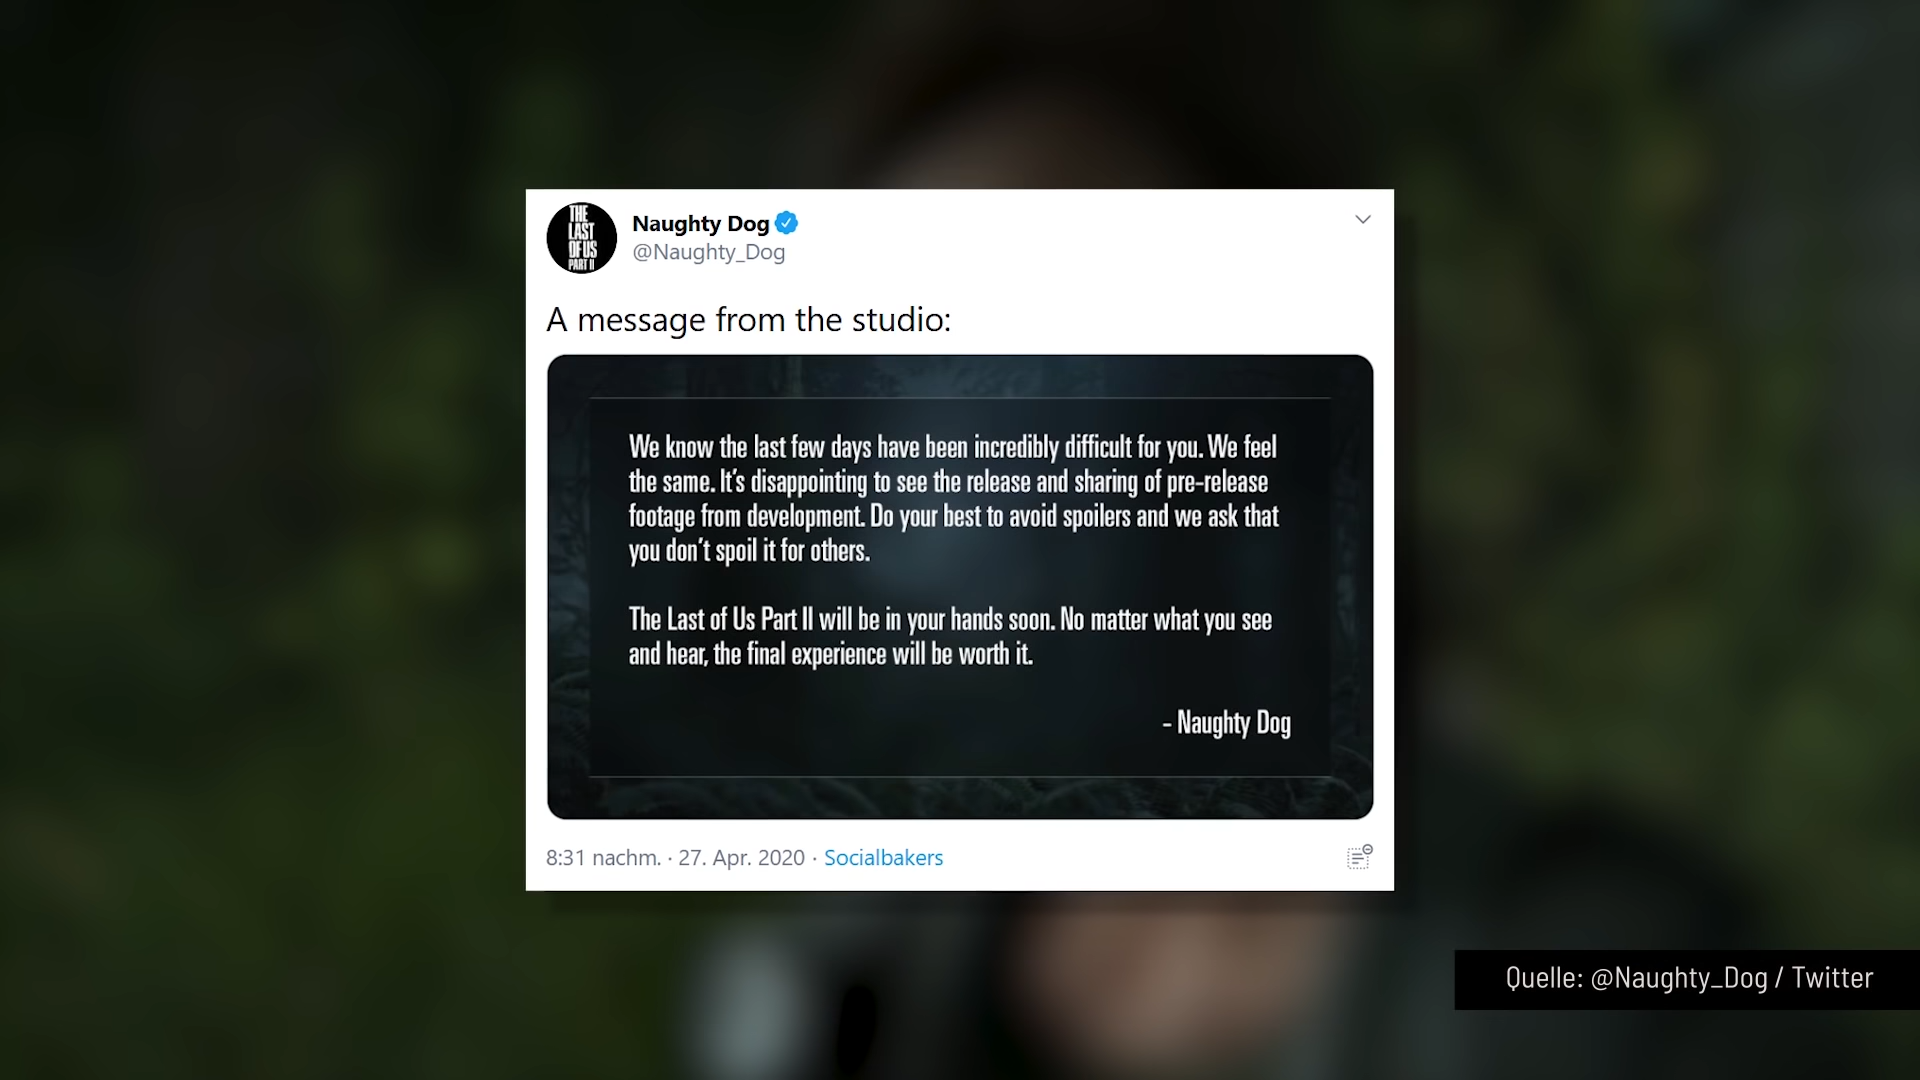 THE
LAST
OF US
PART II
Naughty Dog
@Naughty_Dog
A message from the studio:
We know the last few days have been incredibly difficult for you. We feel
the same. It's disappointing to see the release and sharing of pre-release
footage from development. Do your best to avoid spoilers and we ask that
you don't spoil it for others.
The Last of Us Part II will be in your hands soon. No matter what you see
and hear, the final experience will be worth it.
- Naughty Dog
8:31 nachm. · 27. Apr. 2020 · Socialbakers
Quelle: @Naughty_Dog / Twitter